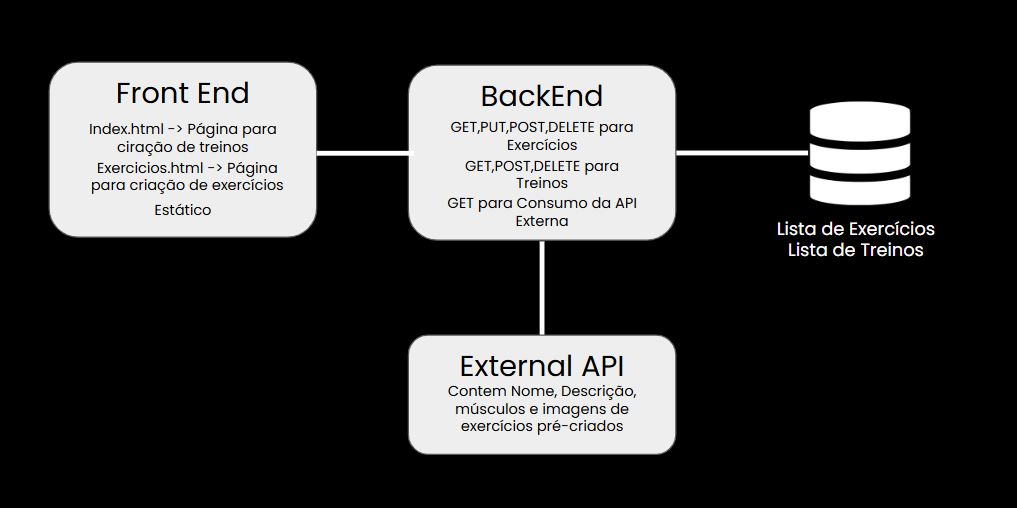 Front End
Index.html -> Página para
ciração de treinos
Exercicios.html -> Página
para criação de exercícios
Estático
BackEnd
GET,PUT,POST,DELETE para
Exercícios
GET,POST,DELETE para
Treinos
GET para Consumo da API
Externa
Lista de Exercícios
Lista de Treinos
External API
Contem Nome, Descrição,
músculos e imagens de
exercícios pré-criados